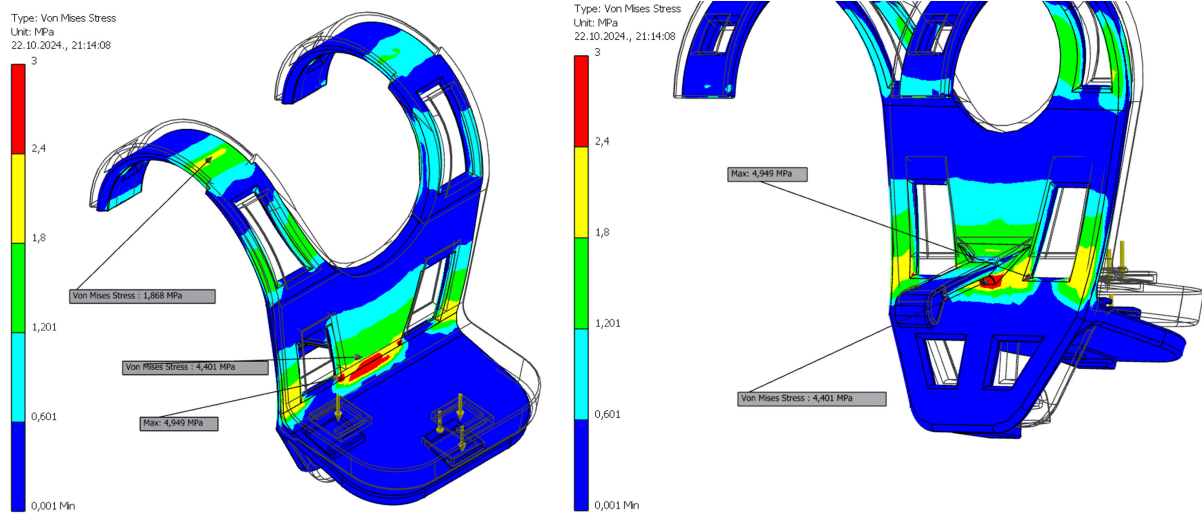 Type: Von Mises Stress
Unit: MPa
22.10.2024., 21:14:08
3
2,4
1,8
1,201
0,601
0,001 Min
Von Mises Stress : 1,868 MPa
Von Mises Stress : 4,401 MPa
Max: 4,949 MPa
Type: Von Mises Stress
Unit: MPa
22.10.2024., 21:14:08
3
2,4
1,8
1,201
0,601
0,001 Min
Max: 4,949 MPa
Von Mises Stress : 4,401 MPa